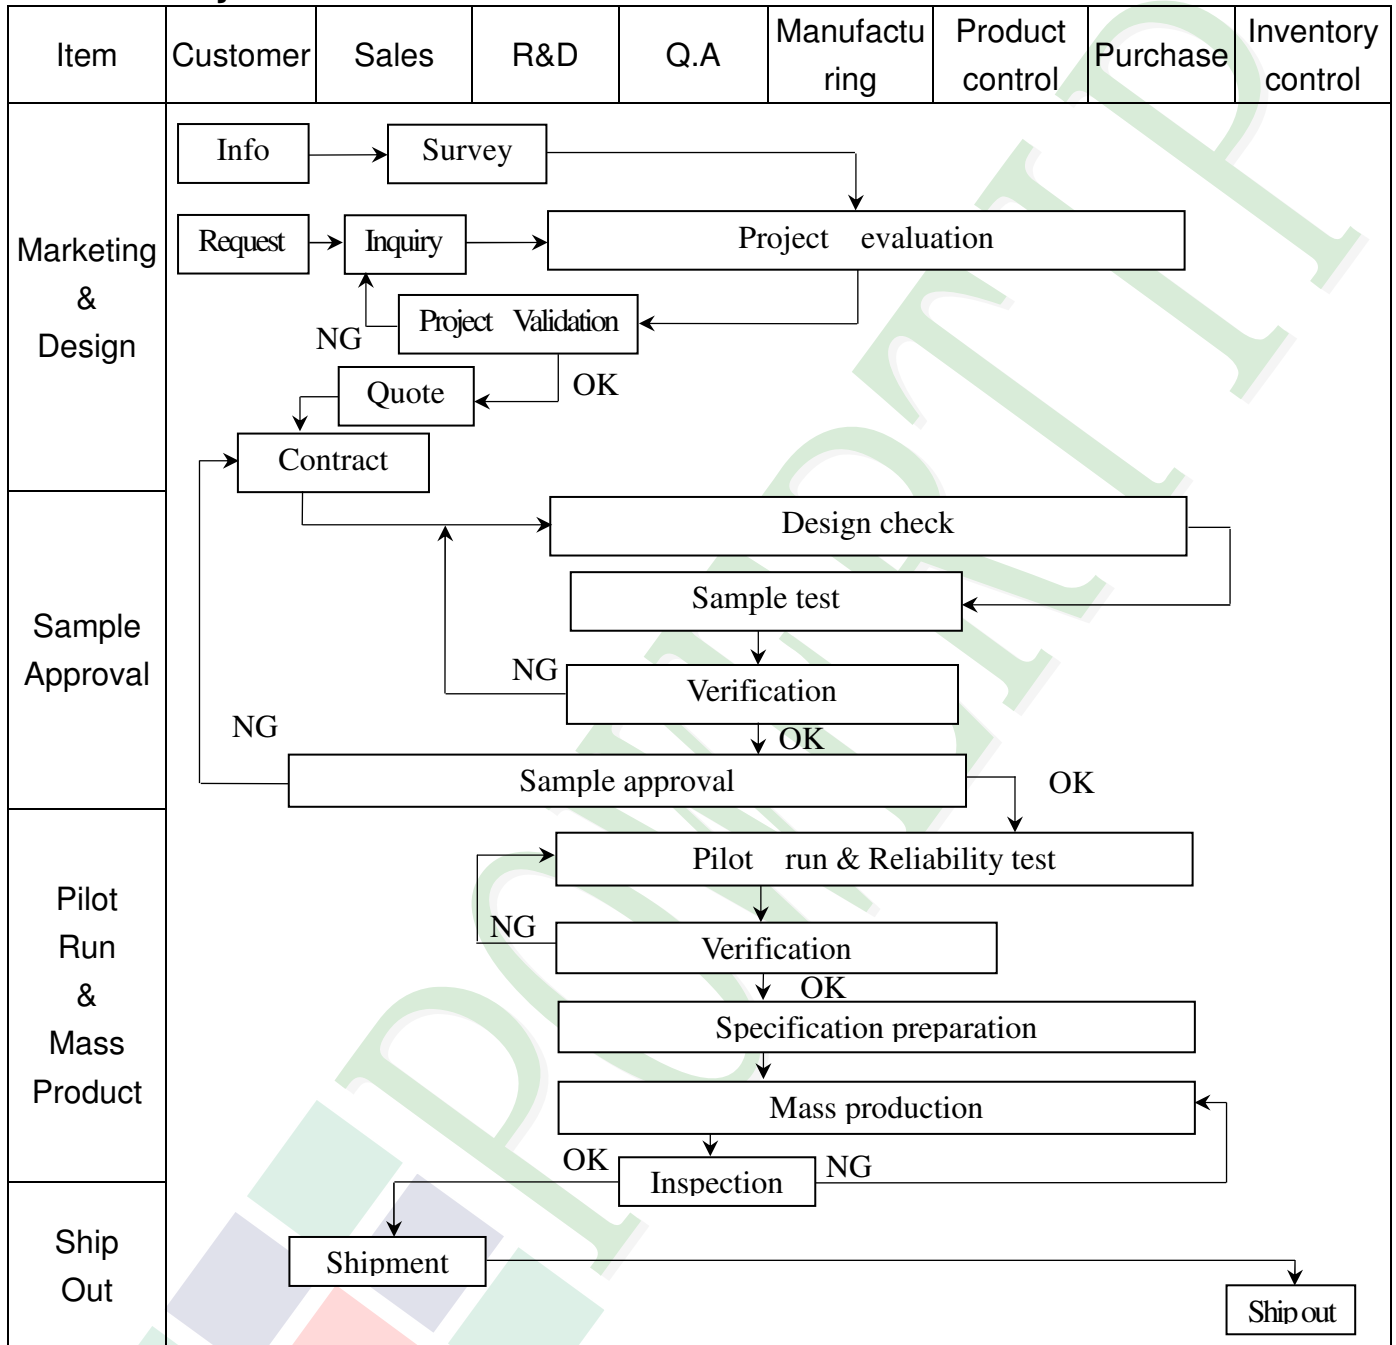 Item
Customer
Sales
R&D
Q.A
Manufactu
ring
Product
control
Purchase
Inventory
control
Marketing
&
Design
Info
Survey
Request
Inquiry
Project evaluation
Project Validation
NG
OK
Quote
Contract
Sample
Approval
Design check
Sample test
NG
Verification
NG
OK
Sample approval
OK
Pilot
Run
&
Mass
Product
Pilot run & Reliability test
NG
Verification
OK
Specification preparation
Mass production
OK
Inspection
NG
Ship
Out
Shipment
Ship out
POWERTIP